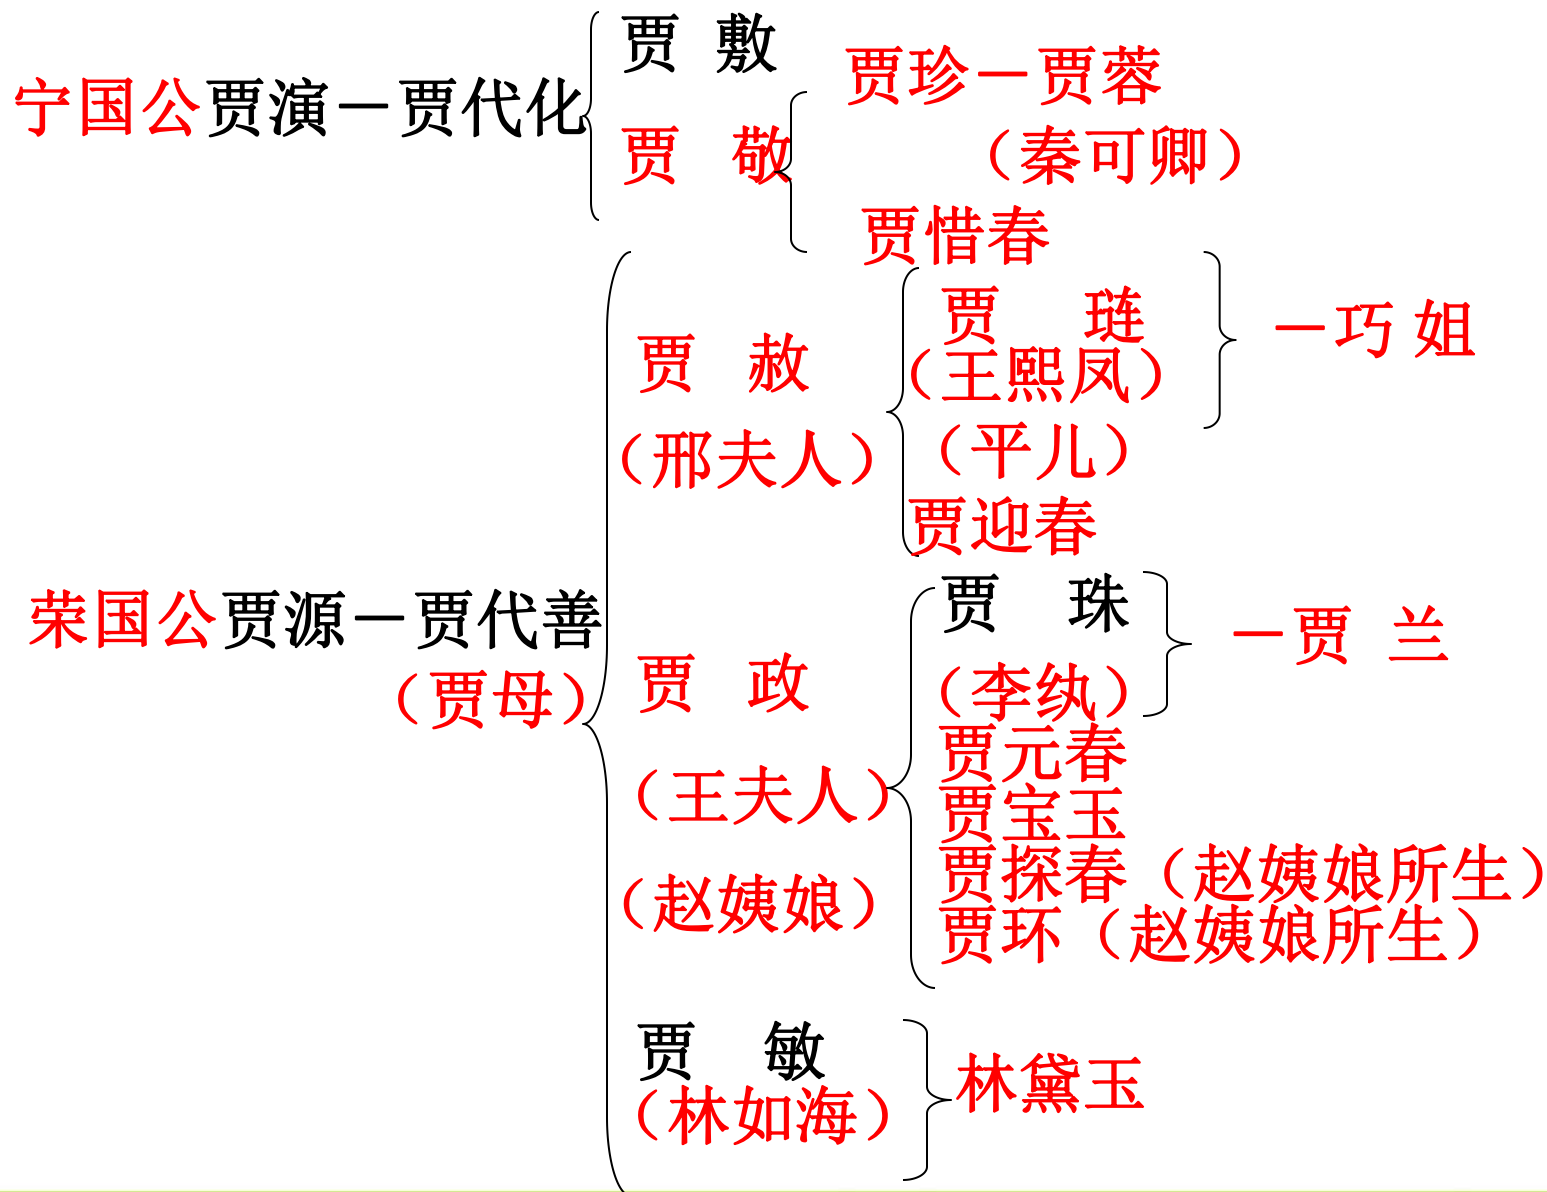 贾 敷
宁国公贾演—贾代化
贾珍—贾蓉
贾 敬
（秦可卿）
贾惜春
贾 琏
（王熙凤）
—巧 姐
贾 赦
（邢夫人）
（平儿）
贾迎春
荣国公贾源—贾代善
（贾母）
贾 珠
—贾 兰
（李纨）
贾 政
贾元春
（王夫人）
贾宝玉
贾探春（赵姨娘所生）
（赵姨娘）
贾环（赵姨娘所生）
贾 敏
（林如海）
林黛玉